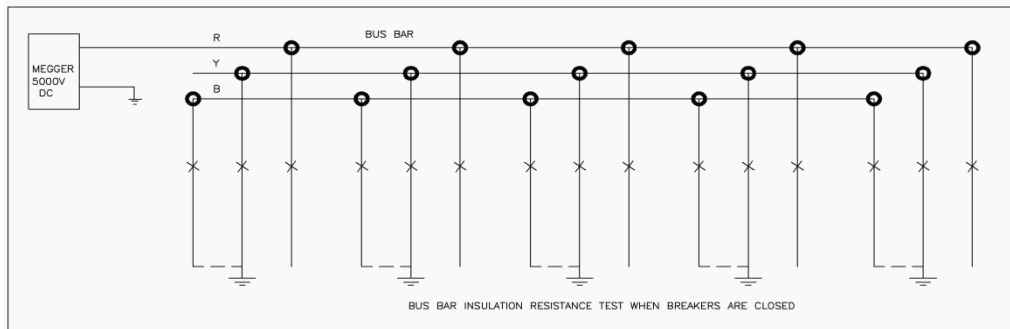 R
BUS BAR
MEGGER
5000V
DC
Y
B
BUS BAR INSULATION RESISTANCE TEST WHEN BREAKERS ARE CLOSED